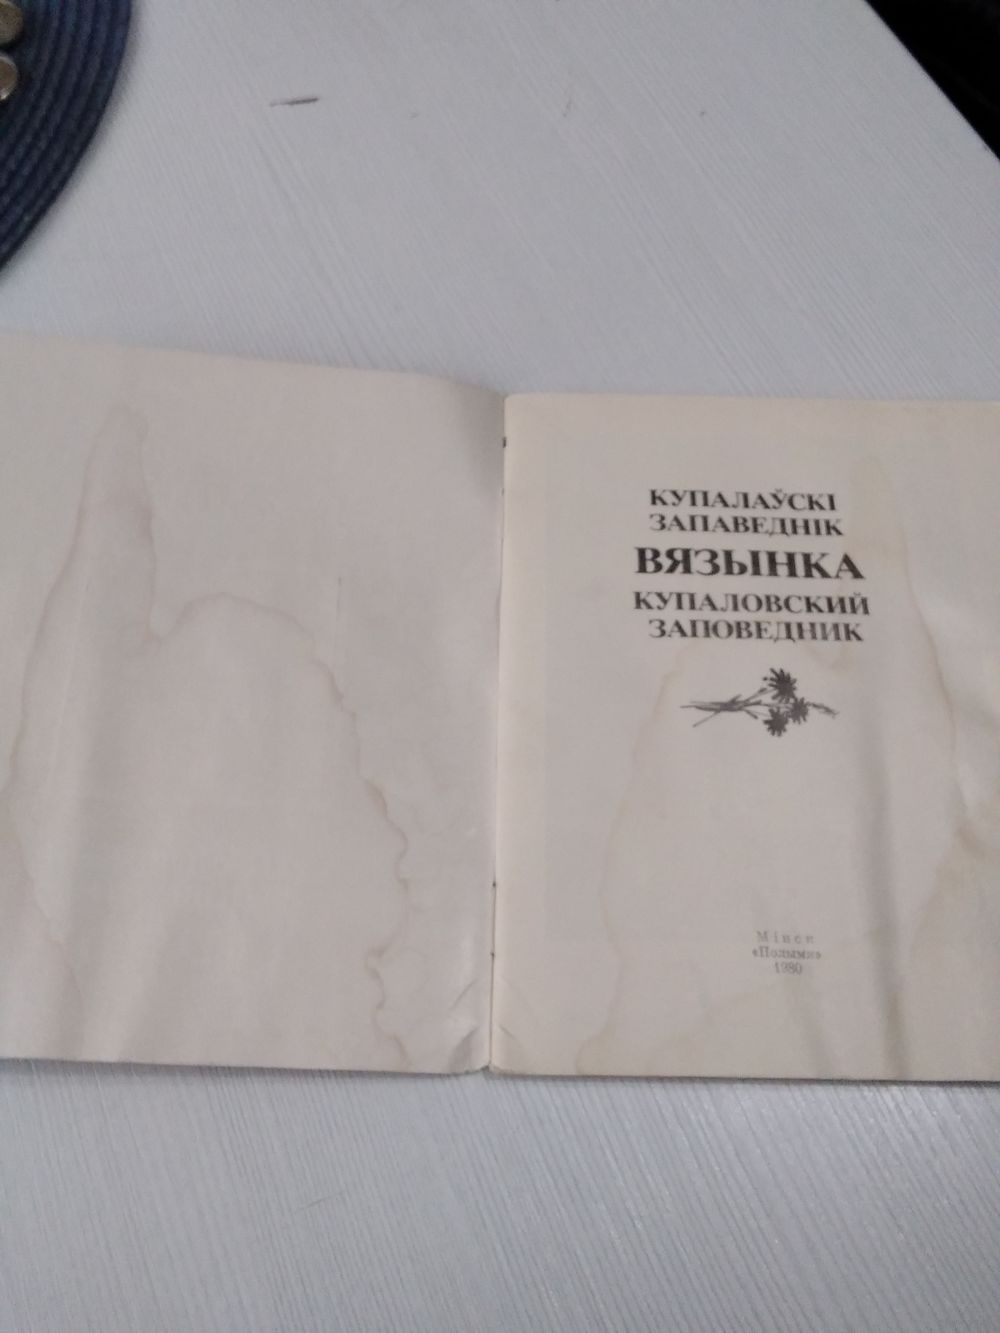 КУПАЛАЎСКІ
ЗАПАВЕДНІК
ВЯЗЫНКА
КУПАЛОВСКИЙ
ЗАПОВЕДНИК
Мінск
«Полымя»
1980